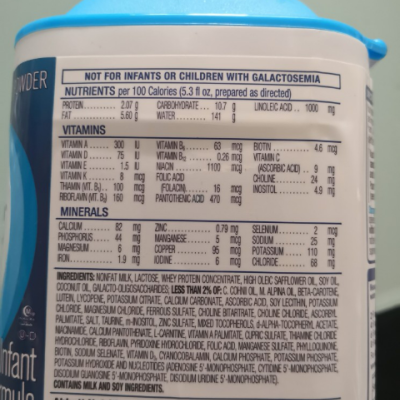 OWDER
NOT FOR INFANTS OR CHILDREN WITH GALACTOSEMIA
NUTRIENTS per 100 Calories (5.3 fl oz, prepared as directed)
PROTEIN 2.07 g CARBOHYDRATE 10.7 g LINOLEIC ACID 1000 mg
FAT 5.60 g WATER 141 g
VITAMINS
VITAMIN A 300 IU VITAMIN B₆ 63 mcg BIOTIN 4.6 mcg
VITAMIN D 75 IU VITAMIN B₁₂ 0.26 mcg VITAMIN C
VITAMIN E 1.5 IU NIACIN 1100 mcg (ASCORBIC ACID) 9 mg
VITAMIN K 8 mcg FOLIC ACID CHOLINE 24 mg
THIAMIN (VIT. B₁) 100 mcg (FOLACIN) 16 mcg INOSITOL 4.9 mg
RIBOFLAVIN (VIT. B₂) 160 mcg PANTOTHENIC ACID 470 mcg
MINERALS
CALCIUM 82 mg ZINC 0.79 mg SELENIUM 2 mcg
PHOSPHORUS 44 mg MANGANESE 5 mcg SODIUM 25 mg
MAGNESIUM 6 mg COPPER 95 mcg POTASSIUM 110 mg
IRON 1.9 mg IODINE 6 mcg CHLORIDE 68 mg
INGREDIENTS: NONFAT MILK, LACTOSE, WHEY PROTEIN CONCENTRATE, HIGH OLEIC SAFFLOWER OIL, SOY OIL,
COCONUT OIL, GALACTO-OLIGOSACCHARIDES; LESS THAN 2% OF: C. COHNII OIL, M. ALPINA OIL, BETA-CAROTENE,
LUTEIN, LYCOPENE, POTASSIUM CITRATE, CALCIUM CARBONATE, ASCORBIC ACID, SOY LECITHIN, POTASSIUM
CHLORIDE, MAGNESIUM CHLORIDE, FERROUS SULFATE, CHOLINE BITARTRATE, CHOLINE CHLORIDE, ASCORBYL
PALMITATE, SALT, TAURINE, m-INOSITOL, ZINC SULFATE, MIXED TOCOPHEROLS, d-ALPHA-TOCOPHERYL ACETATE,
NIACINAMIDE, CALCIUM PANTOTHENATE, L-CARNITINE, VITAMIN A PALMITATE, CUPRIC SULFATE, THIAMINE CHLORIDE
HYDROCHLORIDE, RIBOFLAVIN, PYRIDOXINE HYDROCHLORIDE, FOLIC ACID, MANGANESE SULFATE, PHYLLOQUINONE,
BIOTIN, SODIUM SELENATE, VITAMIN D₃, CYANOCOBALAMIN, CALCIUM PHOSPHATE, POTASSIUM PHOSPHATE,
POTASSIUM HYDROXIDE AND NUCLEOTIDES (ADENOSINE 5'-MONOPHOSPHATE, CYTIDINE 5'-MONOPHOSPHATE,
DISODIUM GUANOSINE 5'-MONOPHOSPHATE, DISODIUM URIDINE 5'-MONOPHOSPHATE).
CONTAINS MILK AND SOY INGREDIENTS.
nfant